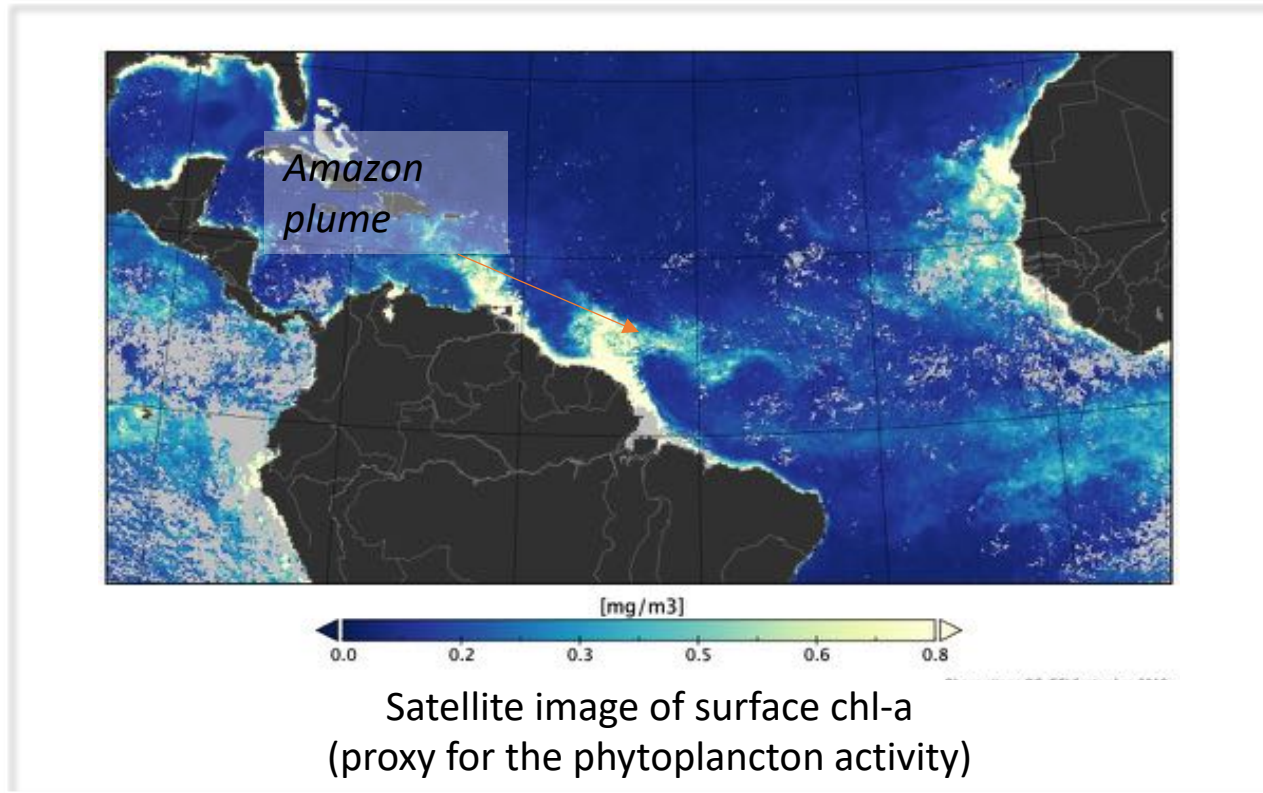 Amazon
plume
[mg/m3]
0.0 0.2 0.3 0.5 0.6 0.8
Satellite image of surface chl-a
(proxy for the phytoplancton activity)